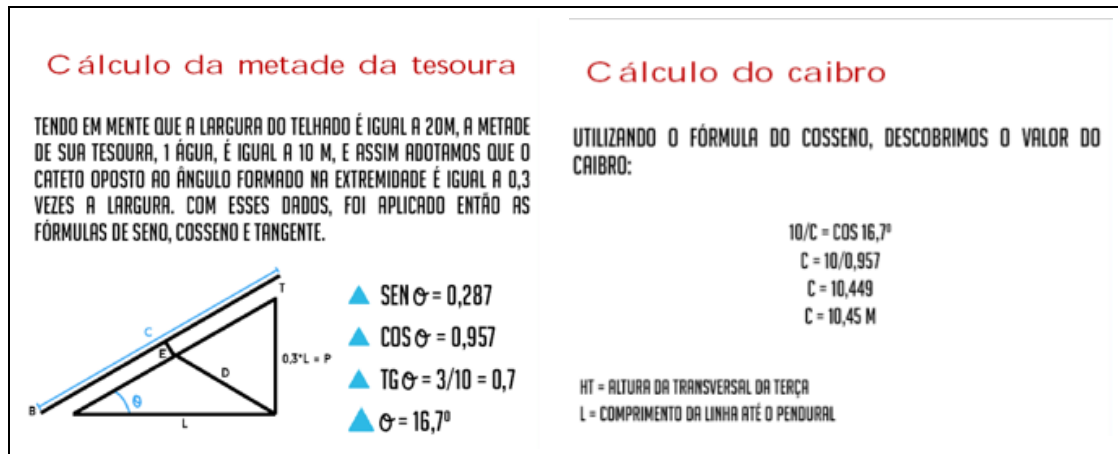 Cálculo da metade da tesoura
TENDO EM MENTE QUE A LARGURA DO TELHADO É IGUAL A 20M, A METADE
DE SUA TESOURA, 1 ÁGUA, É IGUAL A 10 M, E ASSIM ADOTAMOS QUE O
CATETO OPOSTO AO ÂNGULO FORMADO NA EXTREMIDADE É IGUAL A 0,3
VEZES A LARGURA. COM ESSES DADOS, FOI APLICADO ENTÃO AS
FÓRMULAS DE SENO, COSSENO E TANGENTE.
T
C
E
0,3*L = P
D
B
θ
L
SEN θ = 0,287
COS θ = 0,957
TG θ = 3/10 = 0,7
θ = 16,7º
Cálculo do caibro
UTILIZANDO O FÓRMULA DO COSSENO, DESCOBRIMOS O VALOR DO
CAIBRO:
10/C = COS 16,7º
C = 10/0,957
C = 10,449
C = 10,45 M
HT = ALTURA DA TRANSVERSAL DA TERÇA
L = COMPRIMENTO DA LINHA ATÉ O PENDURAL